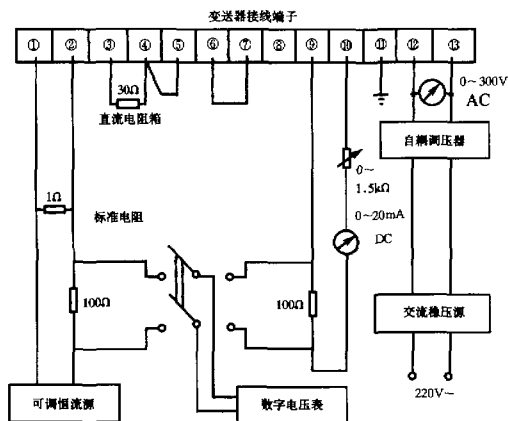 变送器接线端子
① ② ③ ④ ⑤ ⑥ ⑦ ⑧ ⑨ ⑩ ⑪ ⑫ ⑬
30Ω
直流电阻箱
0~300V
AC
自耦调压器
0~
1.5kΩ
1Ω
标准电阻
0~20mA
DC
100Ω
100Ω
交流稳压源
220V~
可调恒流源
数字电压表